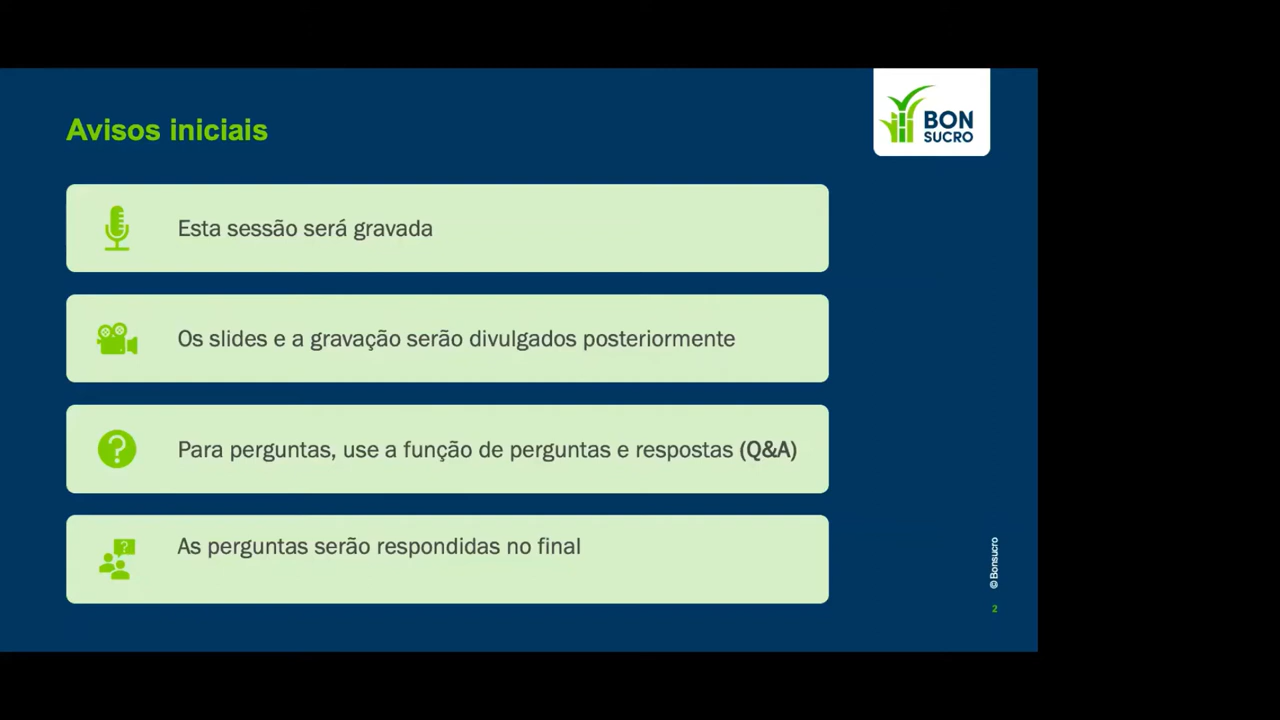 Avisos iniciais
BON
SUCRO
Esta sessão será gravada
Os slides e a gravação serão divulgados posteriormente
?
Para perguntas, use a função de perguntas e respostas (Q&A)
?
As perguntas serão respondidas no final
© Bonsucro
2